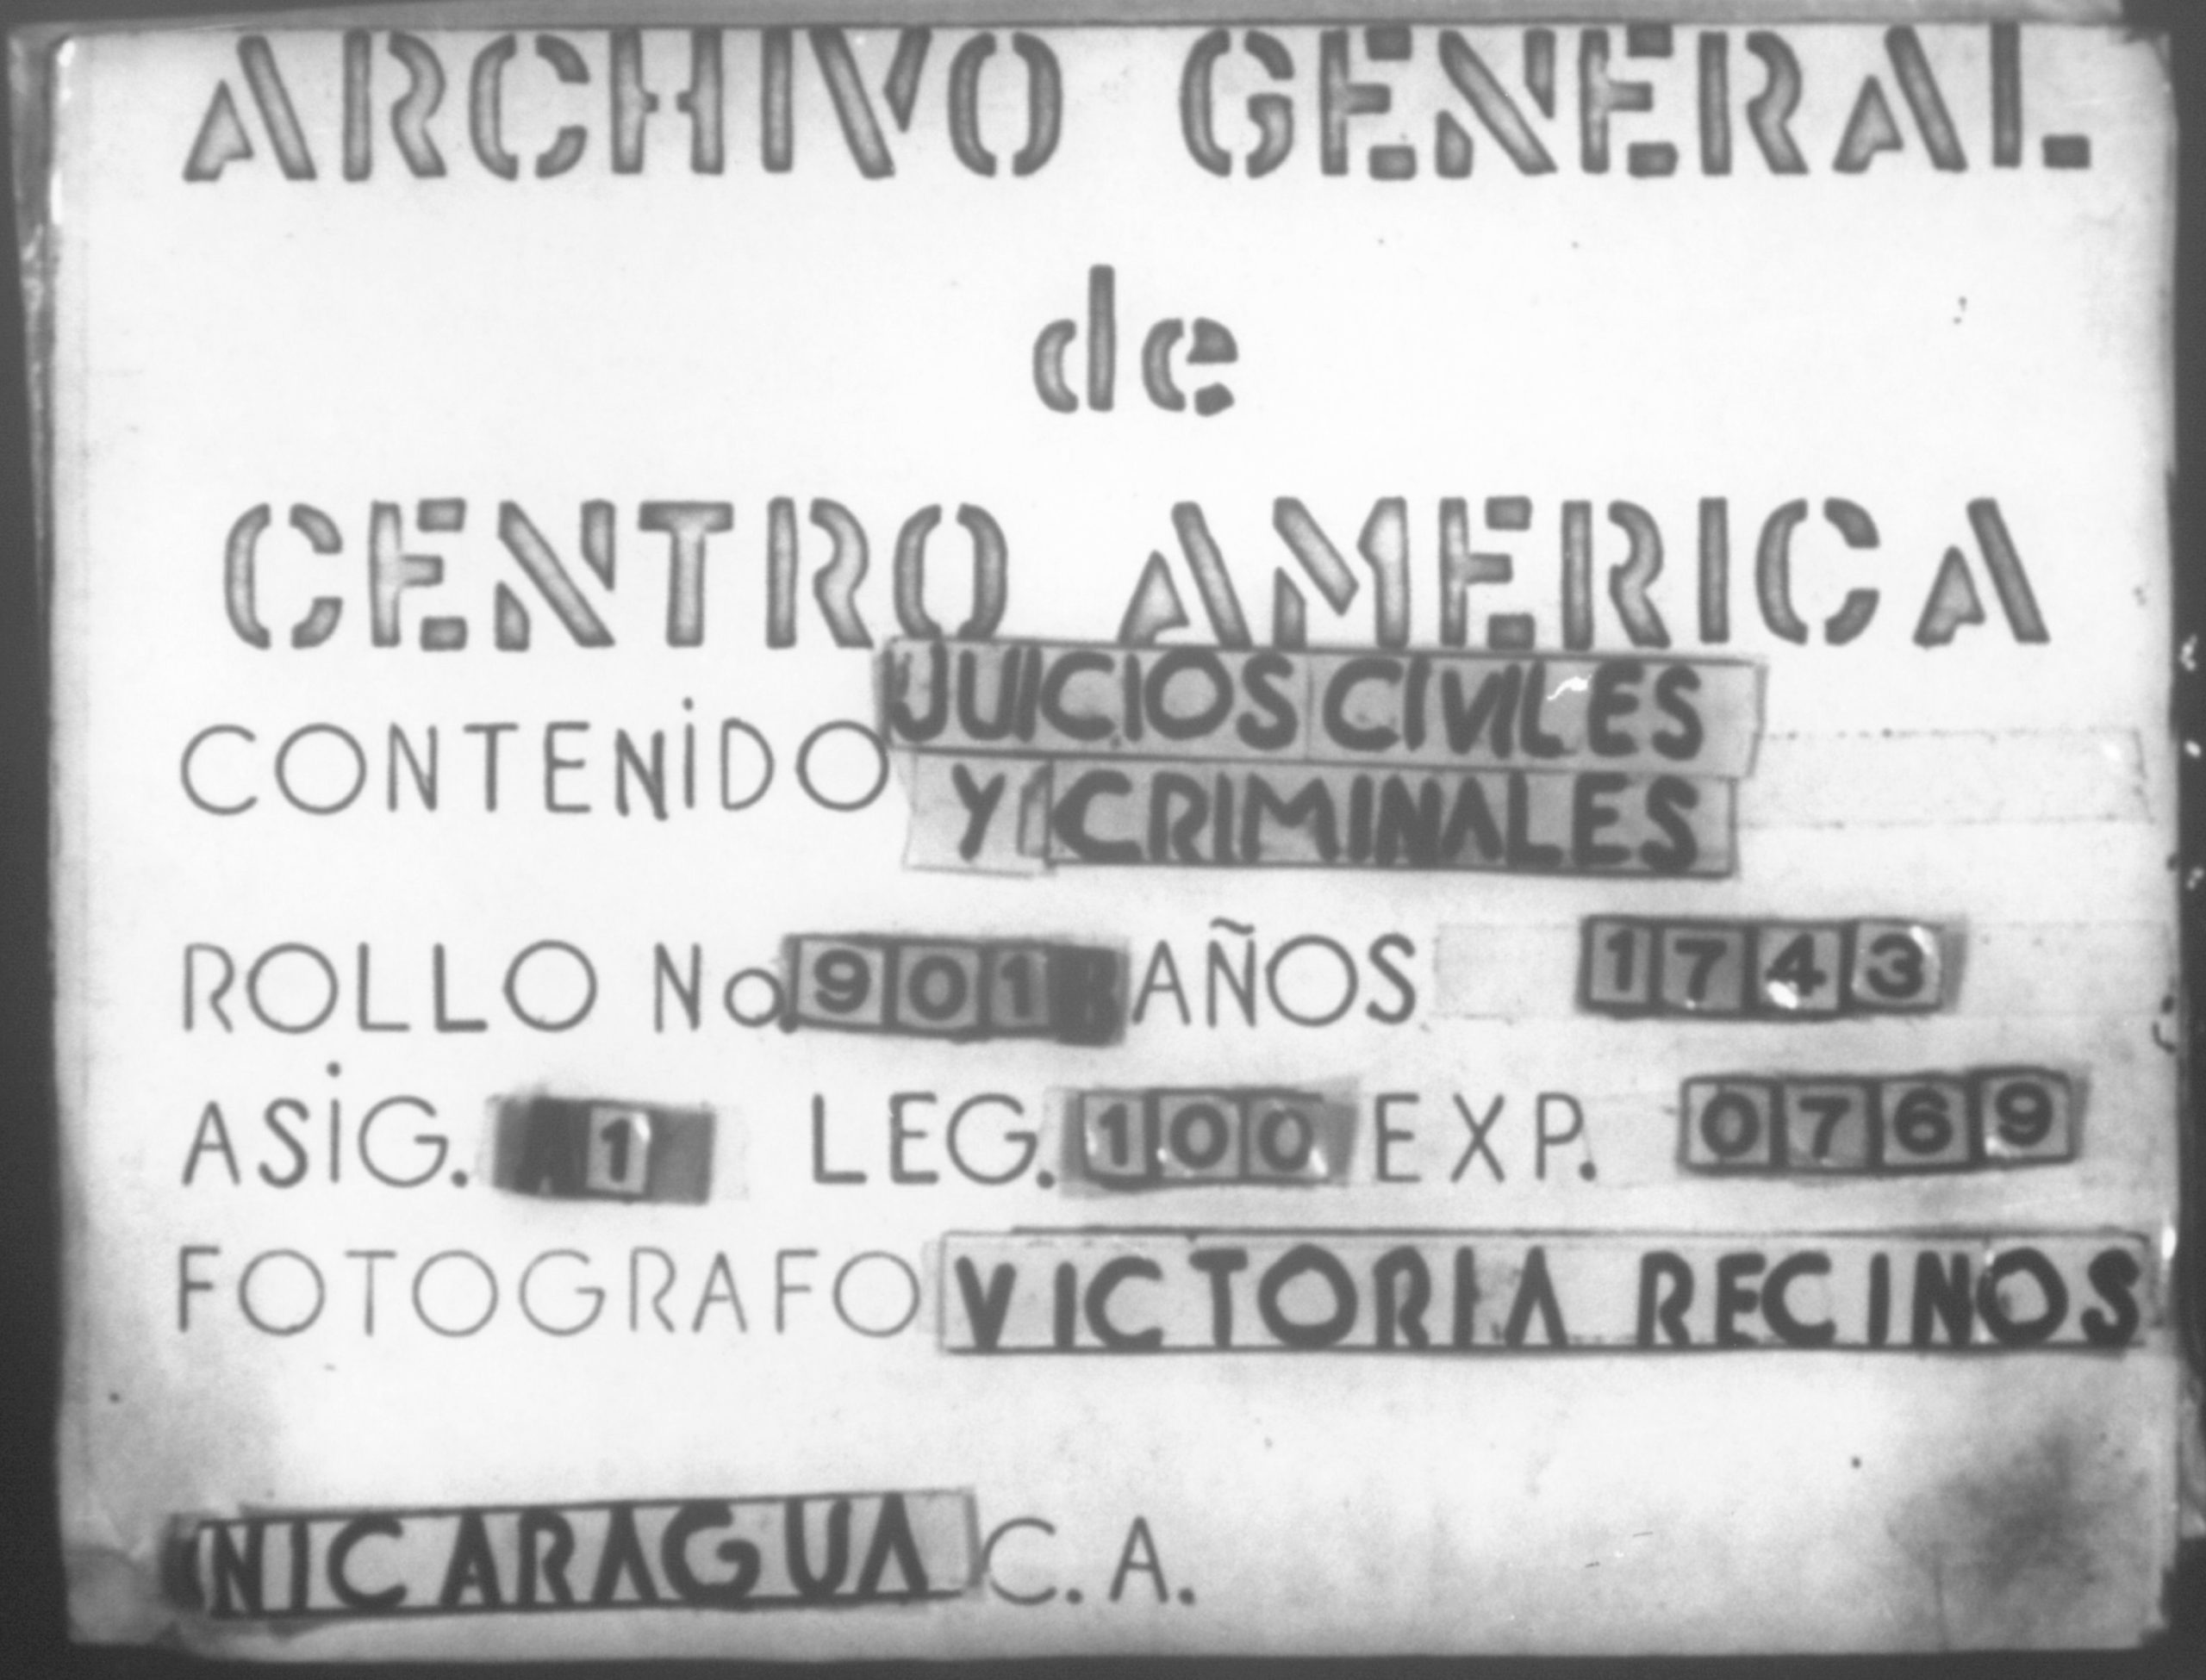 ARCHIVO GENERAL
de
CENTRO AMERICA
CONTENIDO JUICIOS CIVILES
Y CRIMINALES
ROLLO No. 901 AÑOS 1743
ASIG. 1 LEG. 100 EXP. 0769
FOTOGRAFO VICTORIA RECINOS
NICARAGUA C. A.